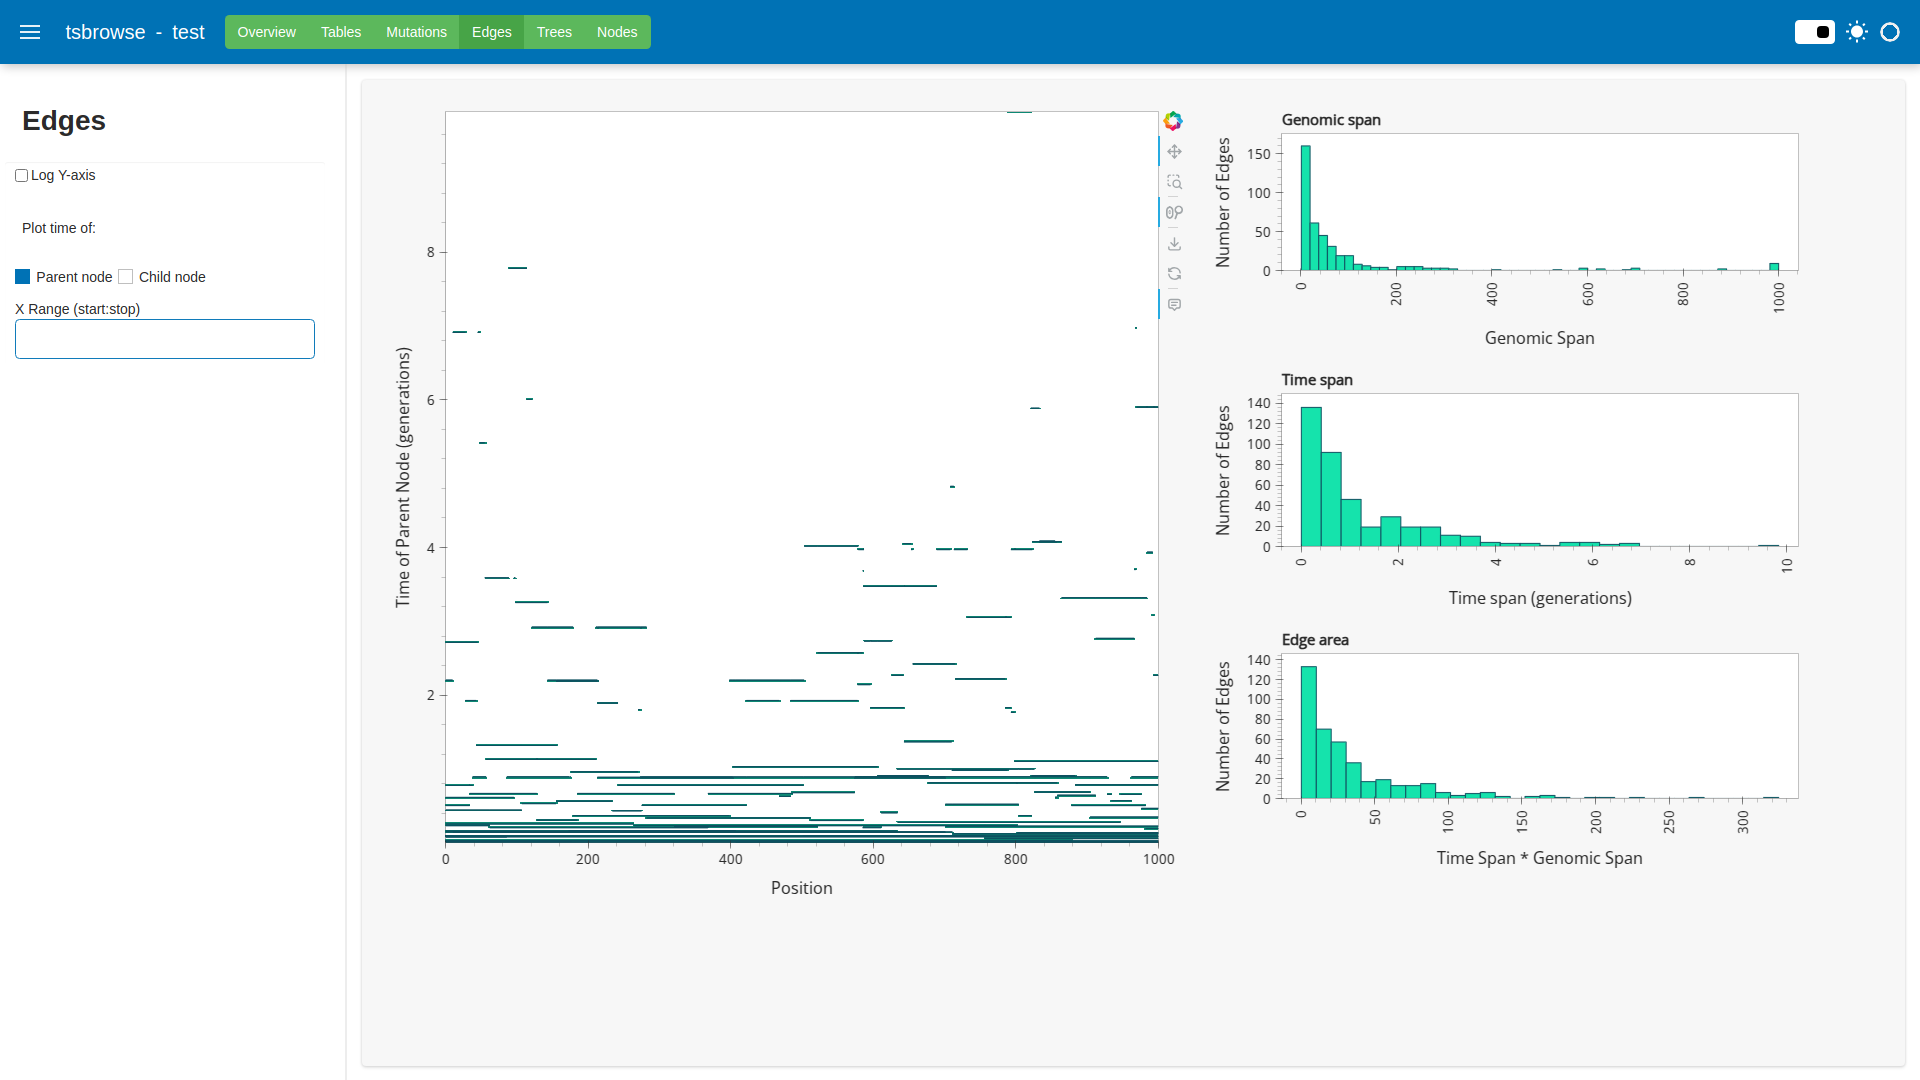 tsbrowse - test
Overview Tables Mutations Edges Trees Nodes
Edges
Log Y-axis
Plot time of:
Parent node Child node
X Range (start:stop)
Time of Parent Node (generations)
8
6
4
2
0 200 400 600 800 1000
Position
Genomic span
Number of Edges
150
100
50
0
0 200 400 600 800 1000
Genomic Span
Time span
Number of Edges
140
120
100
80
60
40
20
0
0 2 4 6 8 10
Time span (generations)
Edge area
Number of Edges
140
120
100
80
60
40
20
0
0 50 100 150 200 250 300
Time Span * Genomic Span